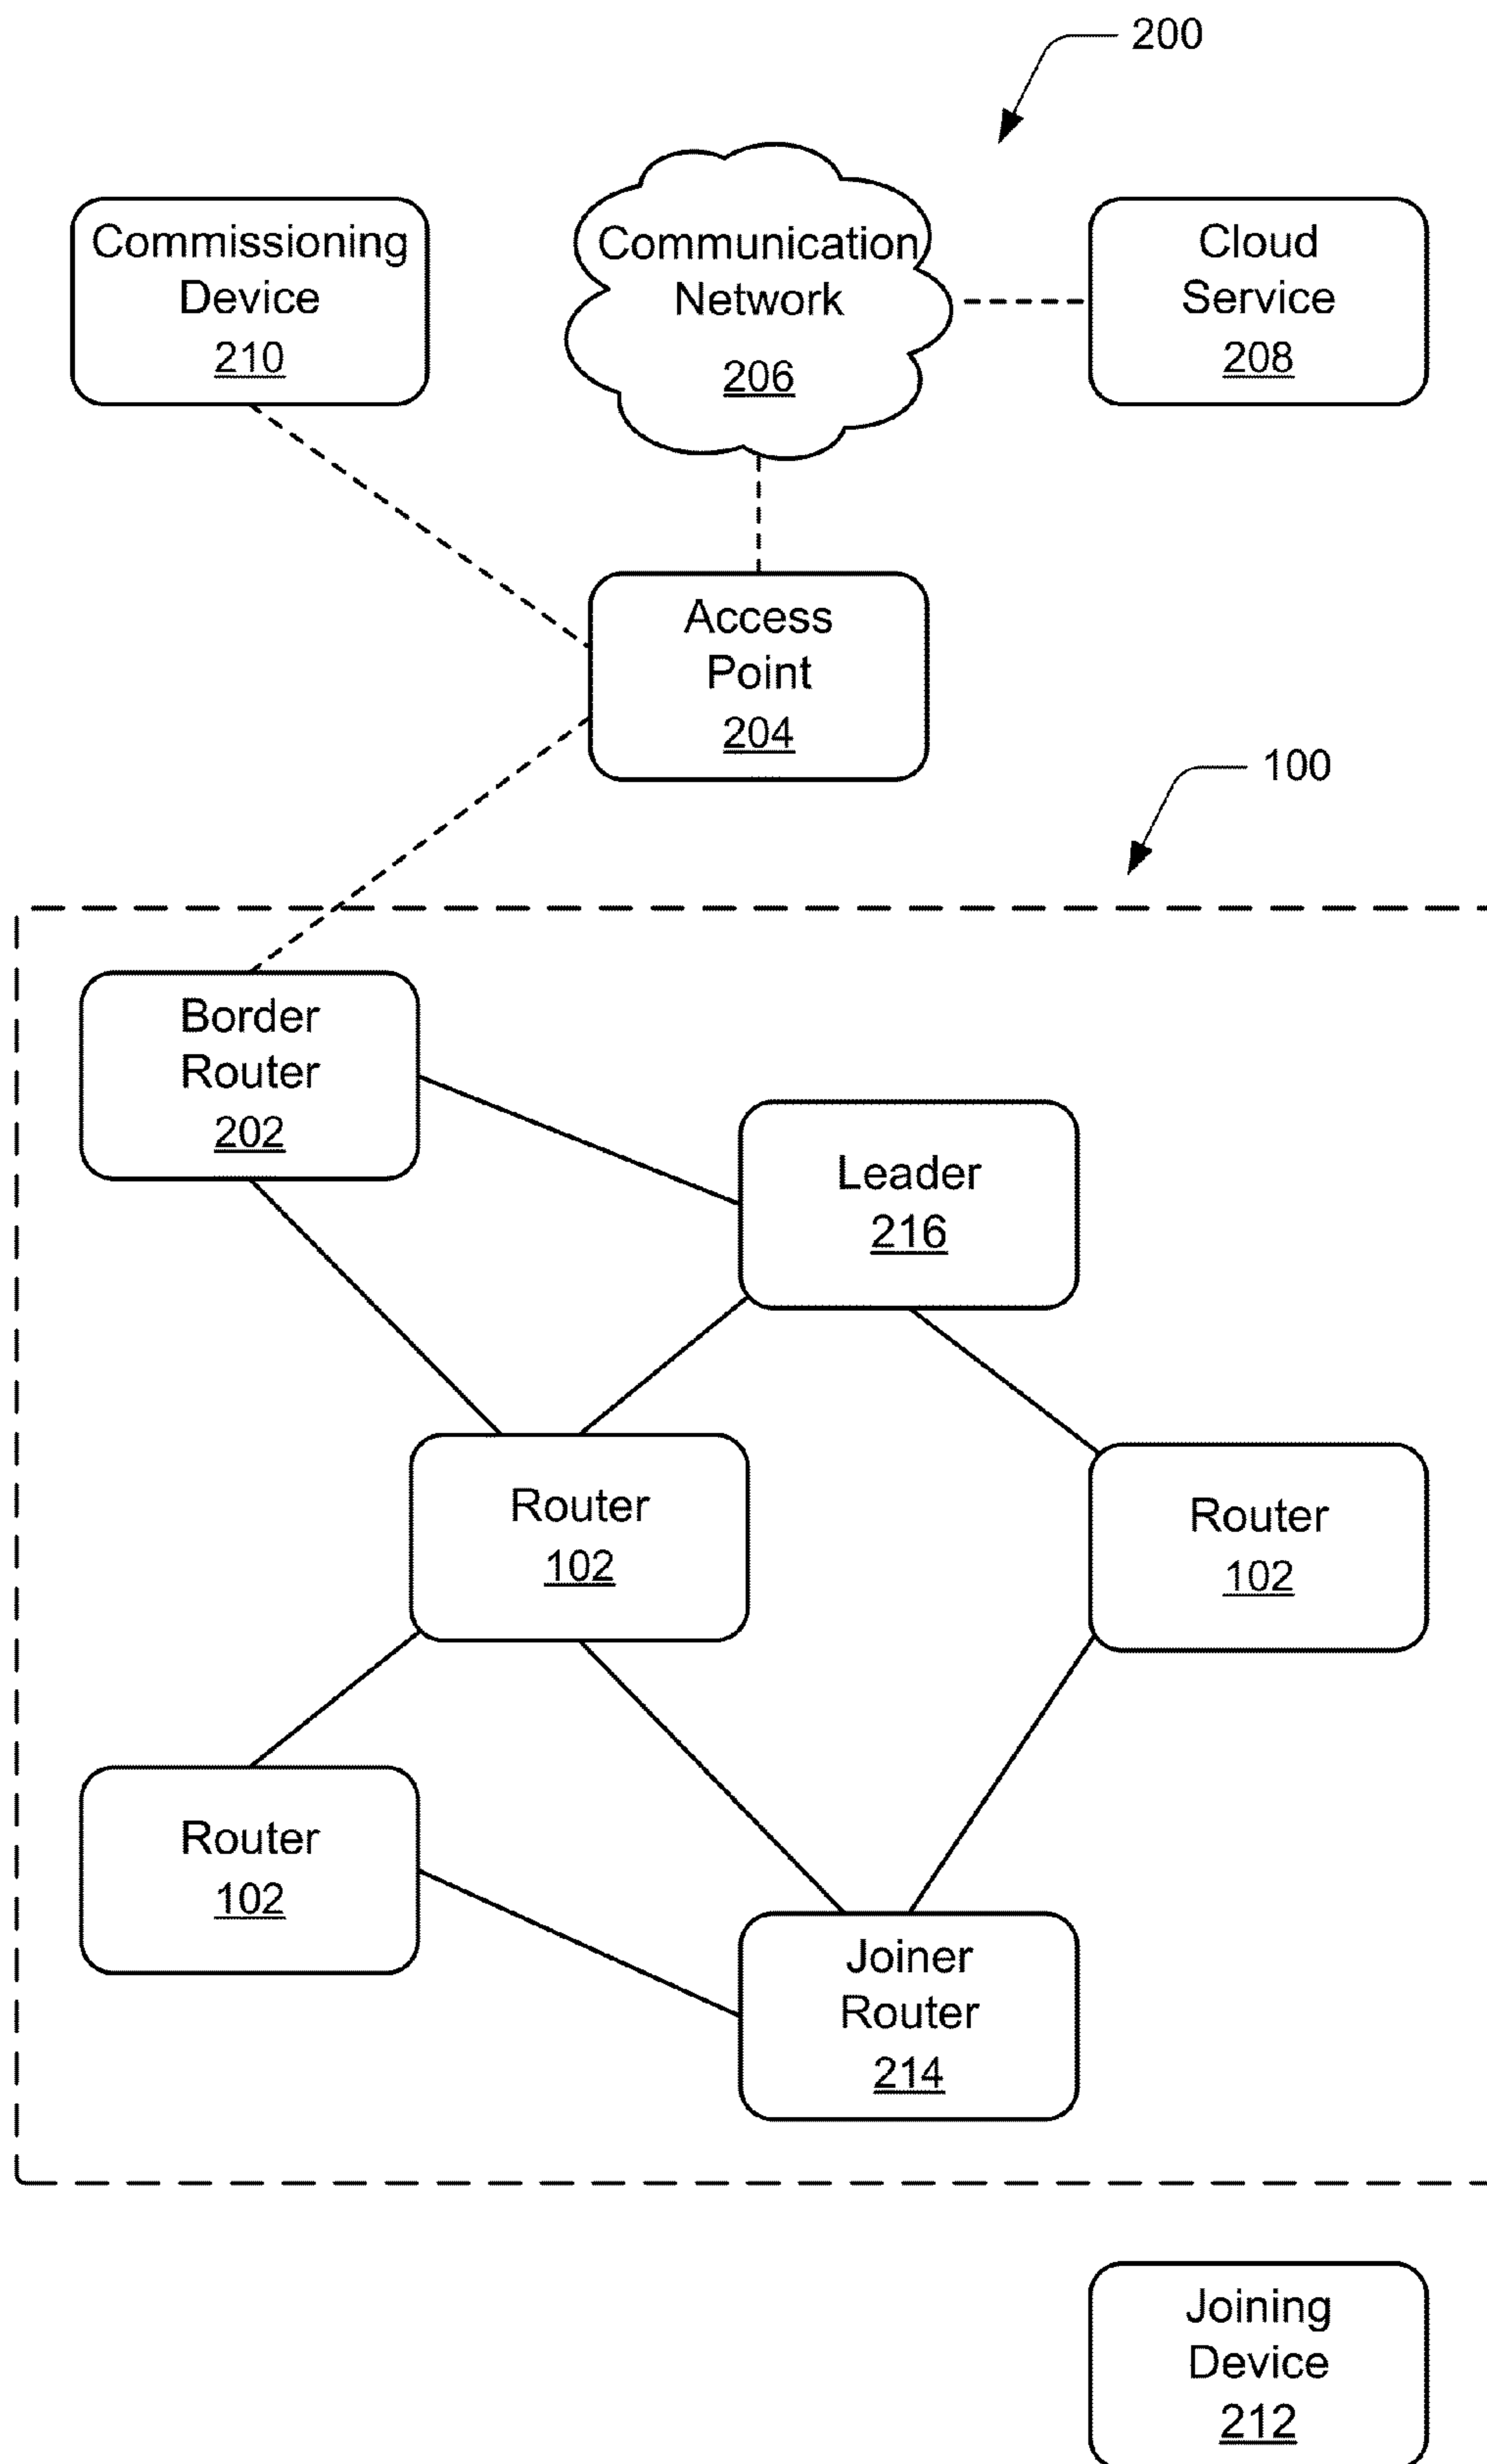 200
Commissioning
Device
210
Communication
Network
206
Cloud
Service
208
Access
Point
204
100
Border
Router
202
Leader
216
Router
102
Router
102
Router
102
Joiner
Router
214
Joining
Device
212